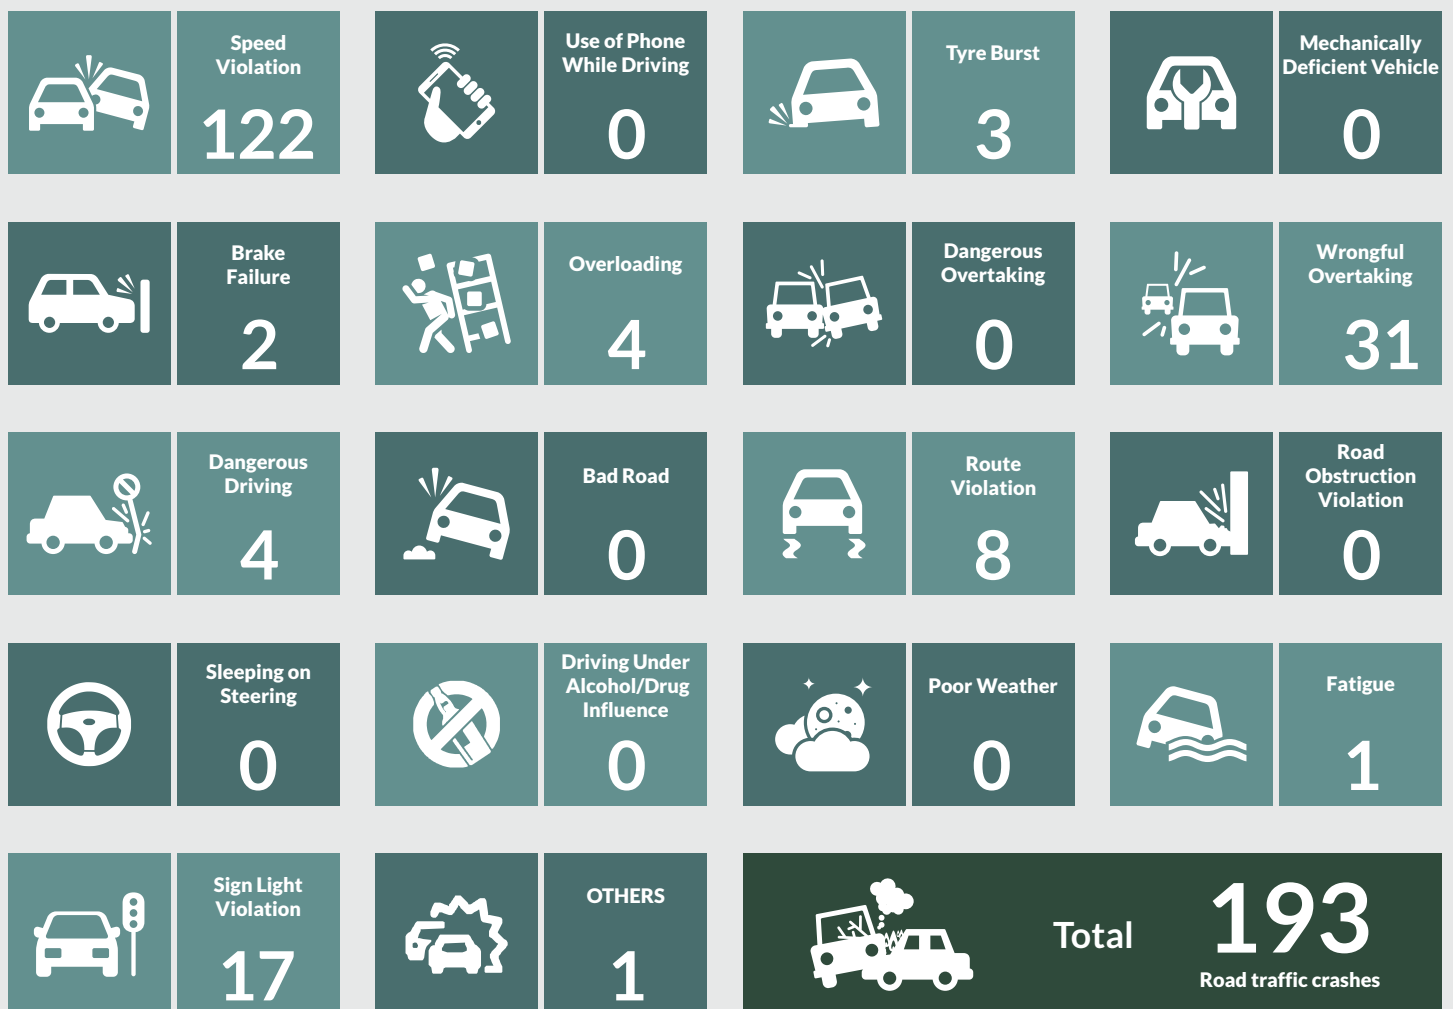 Speed
Violation
122
Use of Phone
While Driving
0
Tyre Burst
3
Mechanically
Deficient Vehicle
0
Brake
Failure
2
Overloading
4
Dangerous
Overtaking
0
Wrongful
Overtaking
31
Dangerous
Driving
4
Bad Road
0
Route
Violation
8
Road
Obstruction
Violation
0
Sleeping on
Steering
0
Driving Under
Alcohol/Drug
Influence
0
Poor Weather
0
Fatigue
1
Sign Light
Violation
17
OTHERS
1
Total
193
Road traffic crashes